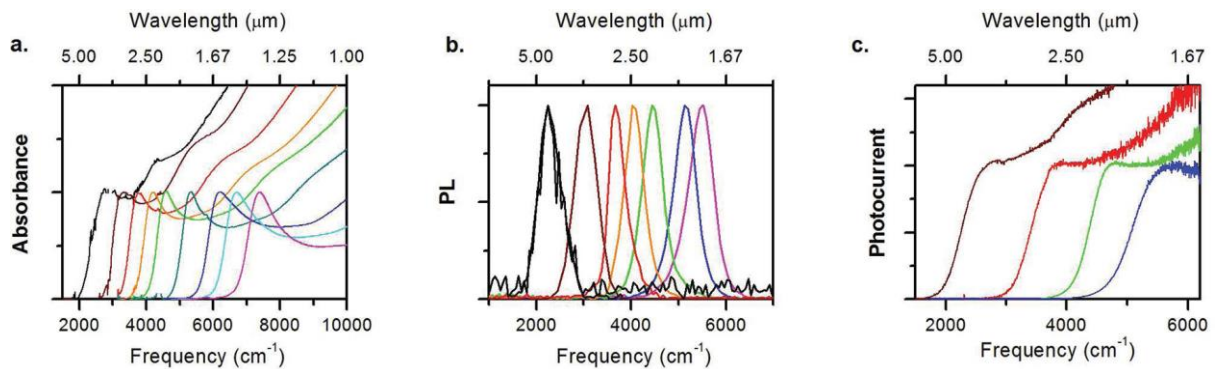 a.
Wavelength (μm)
5.00 2.50 1.67 1.25 1.00
Absorbance
2000 4000 6000 8000 10000
Frequency (cm⁻¹)
b.
Wavelength (μm)
5.00 2.50 1.67
PL
2000 4000 6000
Frequency (cm⁻¹)
c.
Wavelength (μm)
5.00 2.50 1.67
Photocurrent
2000 4000 6000
Frequency (cm⁻¹)